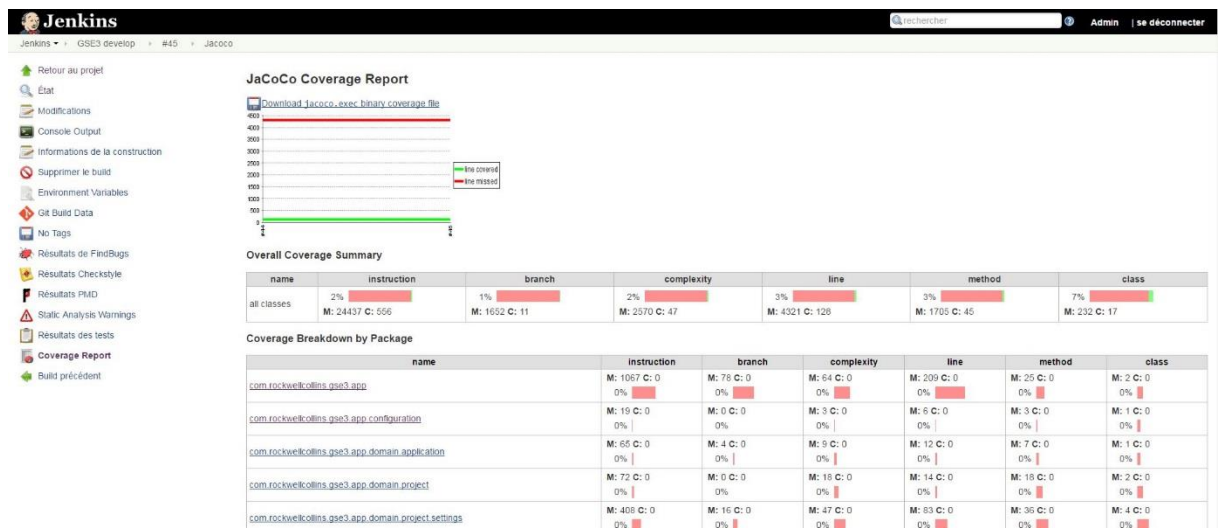 Jenkins
rechercher
Admin | se déconnecter
Jenkins GSE3 develop #45 Jacoco
Retour au projet
État
Modifications
Console Output
Informations de la construction
Supprimer le build
Environment Variables
Git Build Data
No Tags
Résultats de FindBugs
Résultats Checkstyle
Résultats PMD
Static Analysis Warnings
Résultats des tests
Coverage Report
Build précédent
JaCoCo Coverage Report
Download jacoco.exec binary coverage file
4500
4000
3500
3000
2500
2000
1500
1000
500
0
line covered
line missed
Overall Coverage Summary
name instruction branch complexity line method class
all classes
2% 1% 2% 3% 3% 7%
M: 24437 C: 556 M: 1652 C: 11 M: 2570 C: 47 M: 4321 C: 128 M: 1705 C: 45 M: 232 C: 17
Coverage Breakdown by Package
name instruction branch complexity line method class
com.rockwellcollins.gse3.app
M: 1067 C: 0 M: 78 C: 0 M: 64 C: 0 M: 209 C: 0 M: 25 C: 0 M: 2 C: 0
0% 0% 0% 0% 0% 0%
com.rockwellcollins.gse3.app.configuration
M: 19 C: 0 M: 0 C: 0 M: 3 C: 0 M: 6 C: 0 M: 3 C: 0 M: 1 C: 0
0% 0% 0% 0% 0% 0%
com.rockwellcollins.gse3.app.domain.application
M: 65 C: 0 M: 4 C: 0 M: 9 C: 0 M: 12 C: 0 M: 7 C: 0 M: 1 C: 0
0% 0% 0% 0% 0% 0%
com.rockwellcollins.gse3.app.domain.project
M: 72 C: 0 M: 0 C: 0 M: 18 C: 0 M: 14 C: 0 M: 18 C: 0 M: 2 C: 0
0% 0% 0% 0% 0% 0%
com.rockwellcollins.gse3.app.domain.project.settings
M: 408 C: 0 M: 16 C: 0 M: 47 C: 0 M: 83 C: 0 M: 36 C: 0 M: 4 C: 0
0% 0% 0% 0% 0% 0%